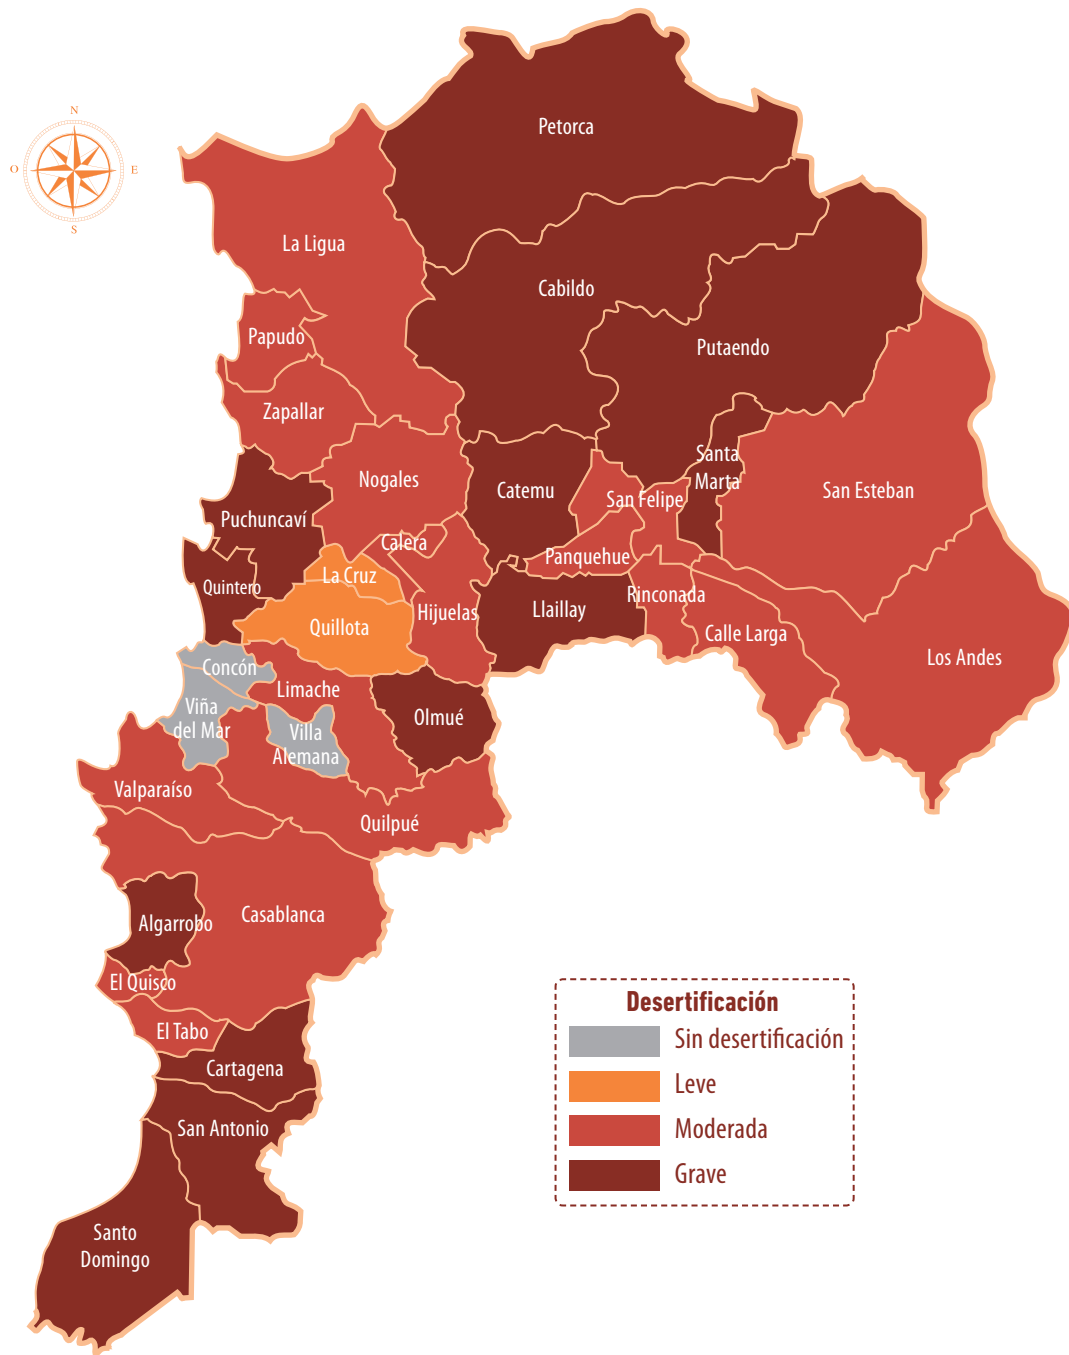 N
O
E
S
Petorca
La Ligua
Cabildo
Papudo
Putaendo
Zapallar
Santa
Marta
Nogales
Catemu
San Felipe
San Esteban
Puchuncaví
Calera
Panquehue
La Cruz
Quintero
Rinconada
Hijuelas
Llaillay
Quillota
Calle Larga
Los Andes
Concón
Limache
Viña
del Mar
Olmué
Villa
Alemana
Valparaíso
Quilpué
Casablanca
Algarrobo
El Quisco
El Tabo
Cartagena
San Antonio
Santo
Domingo
Desertificación
Sin desertificación
Leve
Moderada
Grave